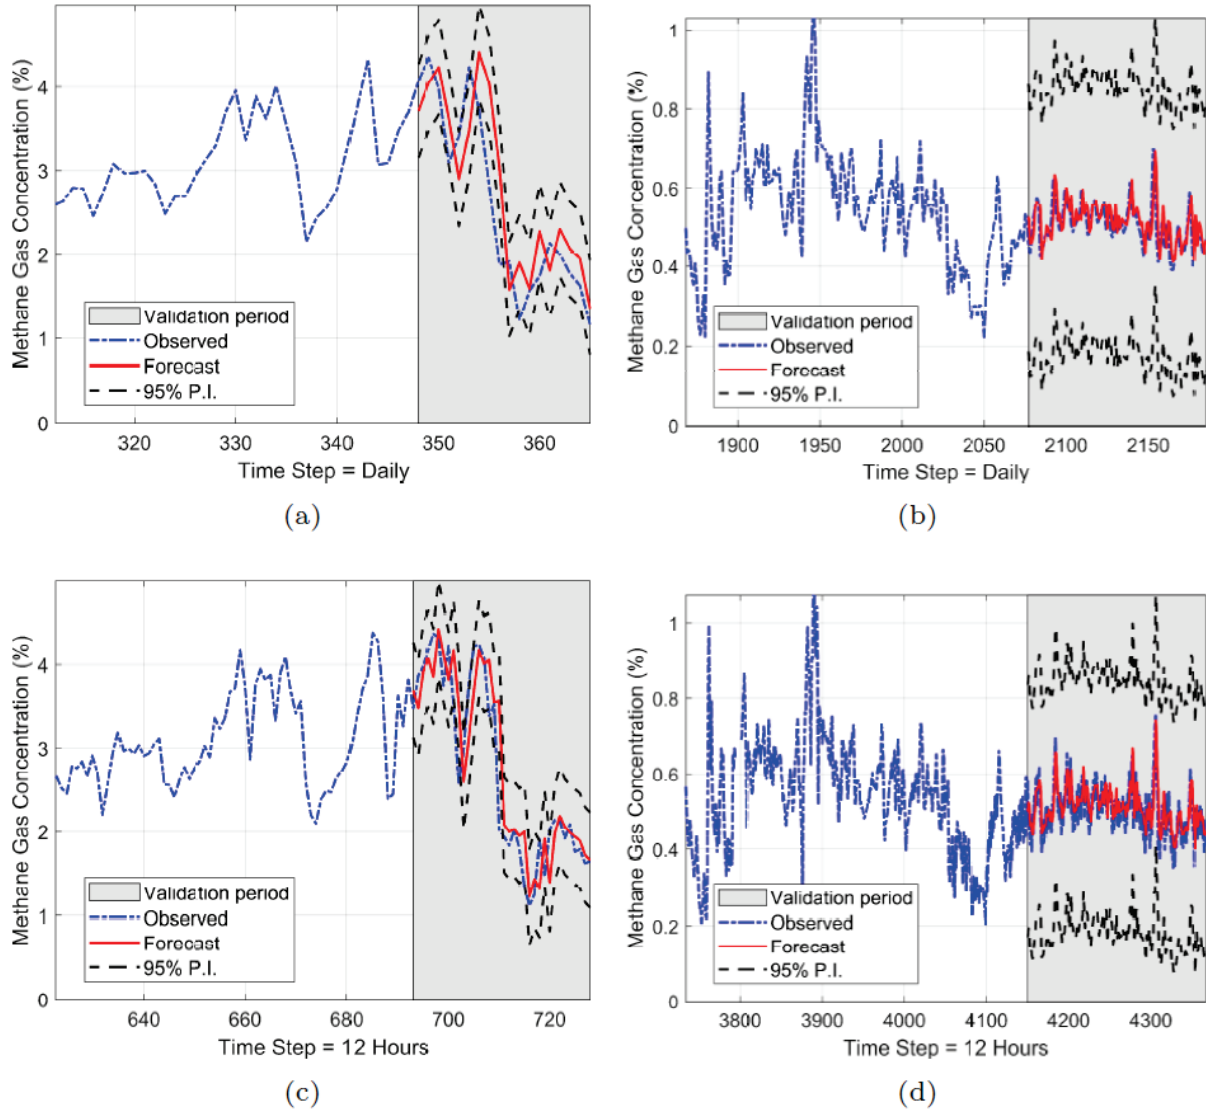 Methane Gas Concentration (%)
4
3
2
1
0
Validation period
Observed
Forecast
95% P.I.
320 330 340 350 360
Time Step = Daily
(a)
Methane Gas Concentration (%)
1
0.8
0.6
0.4
0.2
0
Validation period
Observed
Forecast
95% P.I.
1900 1950 2000 2050 2100 2150
Time Step = Daily
(b)
Methane Gas Concentration (%)
4
3
2
1
0
Validation period
Observed
Forecast
95% P.I.
640 660 680 700 720
Time Step = 12 Hours
(c)
Methane Gas Concentration (%)
1
0.8
0.6
0.4
0.2
0
Validation period
Observed
Forecast
95% P.I.
3800 3900 4000 4100 4200 4300
Time Step = 12 Hours
(d)